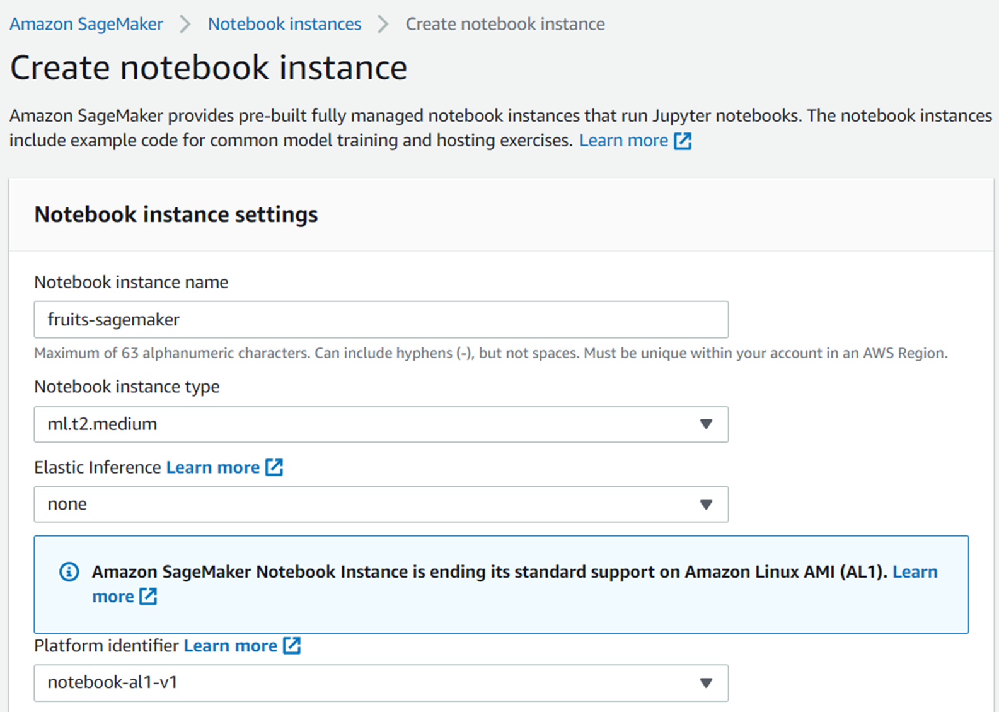 Amazon SageMaker > Notebook instances > Create notebook instance
Create notebook instance
Amazon SageMaker provides pre-built fully managed notebook instances that run Jupyter notebooks. The notebook instances
include example code for common model training and hosting exercises. Learn more
Notebook instance settings
Notebook instance name
fruits-sagemaker
Maximum of 63 alphanumeric characters. Can include hyphens (-), but not spaces. Must be unique within your account in an AWS Region.
Notebook instance type
ml.t2.medium
Elastic Inference Learn more
none
Amazon SageMaker Notebook Instance is ending its standard support on Amazon Linux AMI (AL1). Learn
more
Platform identifier Learn more
notebook-al1-v1